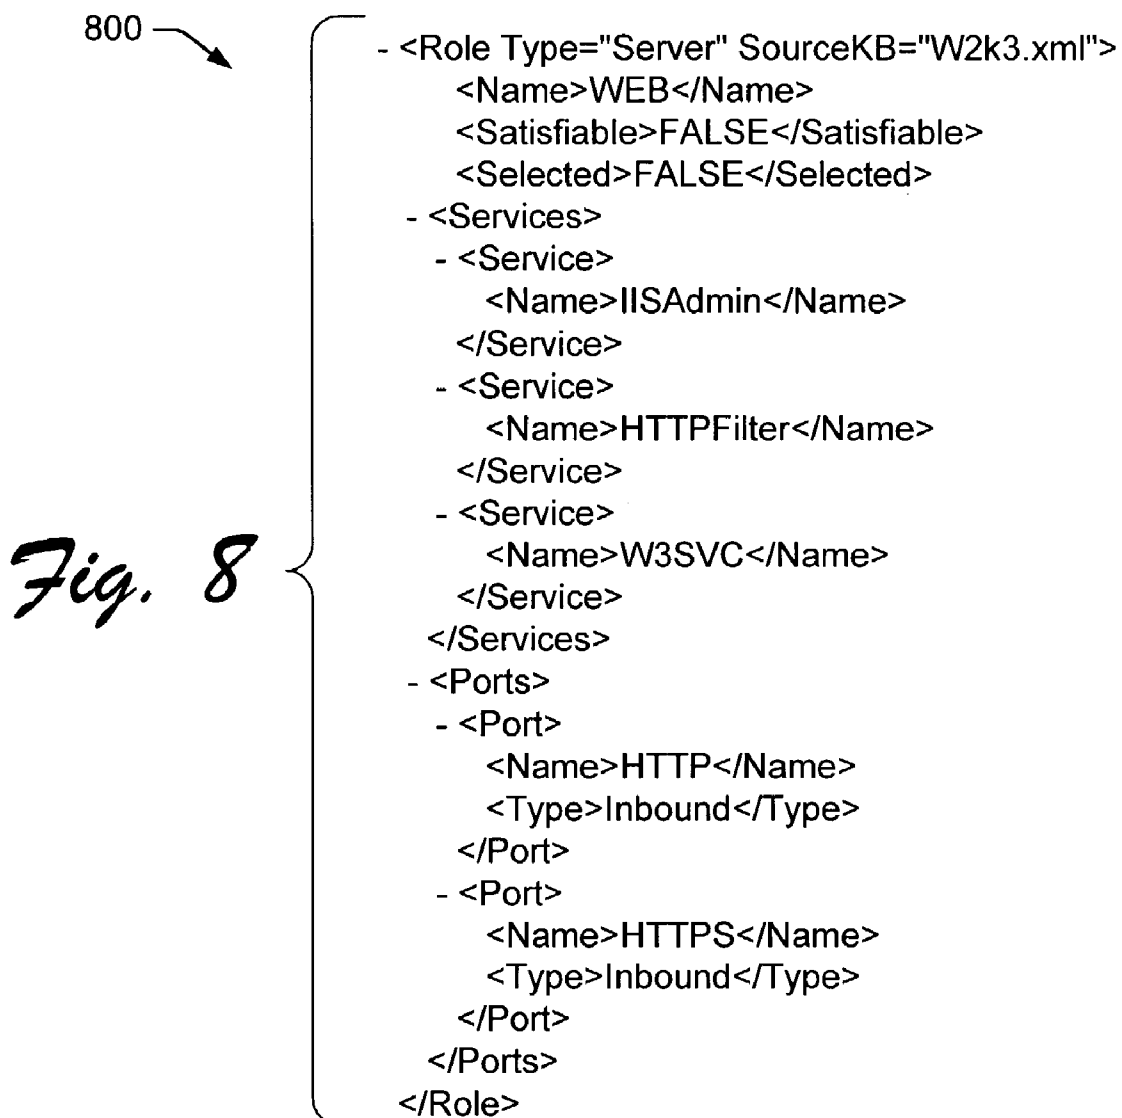 800
- <Role Type="Server" SourceKB="W2k3.xml">
<Name>WEB</Name>
<Satisfiable>FALSE</Satisfiable>
<Selected>FALSE</Selected>
- <Services>
- <Service>
<Name>IISAdmin</Name>
</Service>
- <Service>
<Name>HTTPFilter</Name>
</Service>
- <Service>
<Name>W3SVC</Name>
</Service>
</Services>
- <Ports>
- <Port>
<Name>HTTP</Name>
<Type>Inbound</Type>
</Port>
- <Port>
<Name>HTTPS</Name>
<Type>Inbound</Type>
</Port>
</Ports>
</Role>
Fig. 8